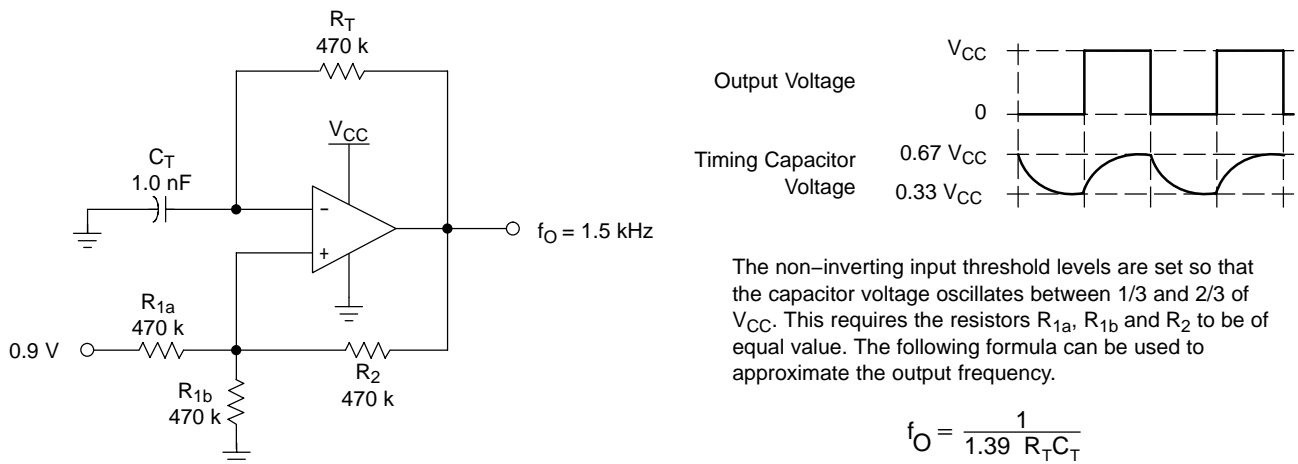 R_T
470 k
V_CC
C_T
1.0 nF
−
+
f_O = 1.5 kHz
R_1a
470 k
0.9 V
R_2
470 k
R_1b
470 k
Output Voltage
V_CC
0
Timing Capacitor
Voltage
0.67 V_CC
0.33 V_CC
The non−inverting input threshold levels are set so that
the capacitor voltage oscillates between 1/3 and 2/3 of
V_CC. This requires the resistors R_1a, R_1b and R_2 to be of
equal value. The following formula can be used to
approximate the output frequency.
f_O = 1 / 1.39 R_TC_T